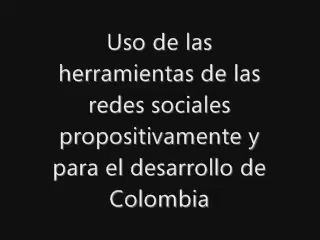 Uso de las
herramientas de las
redes sociales
propositivamente y
para el desarrollo de
Colombia